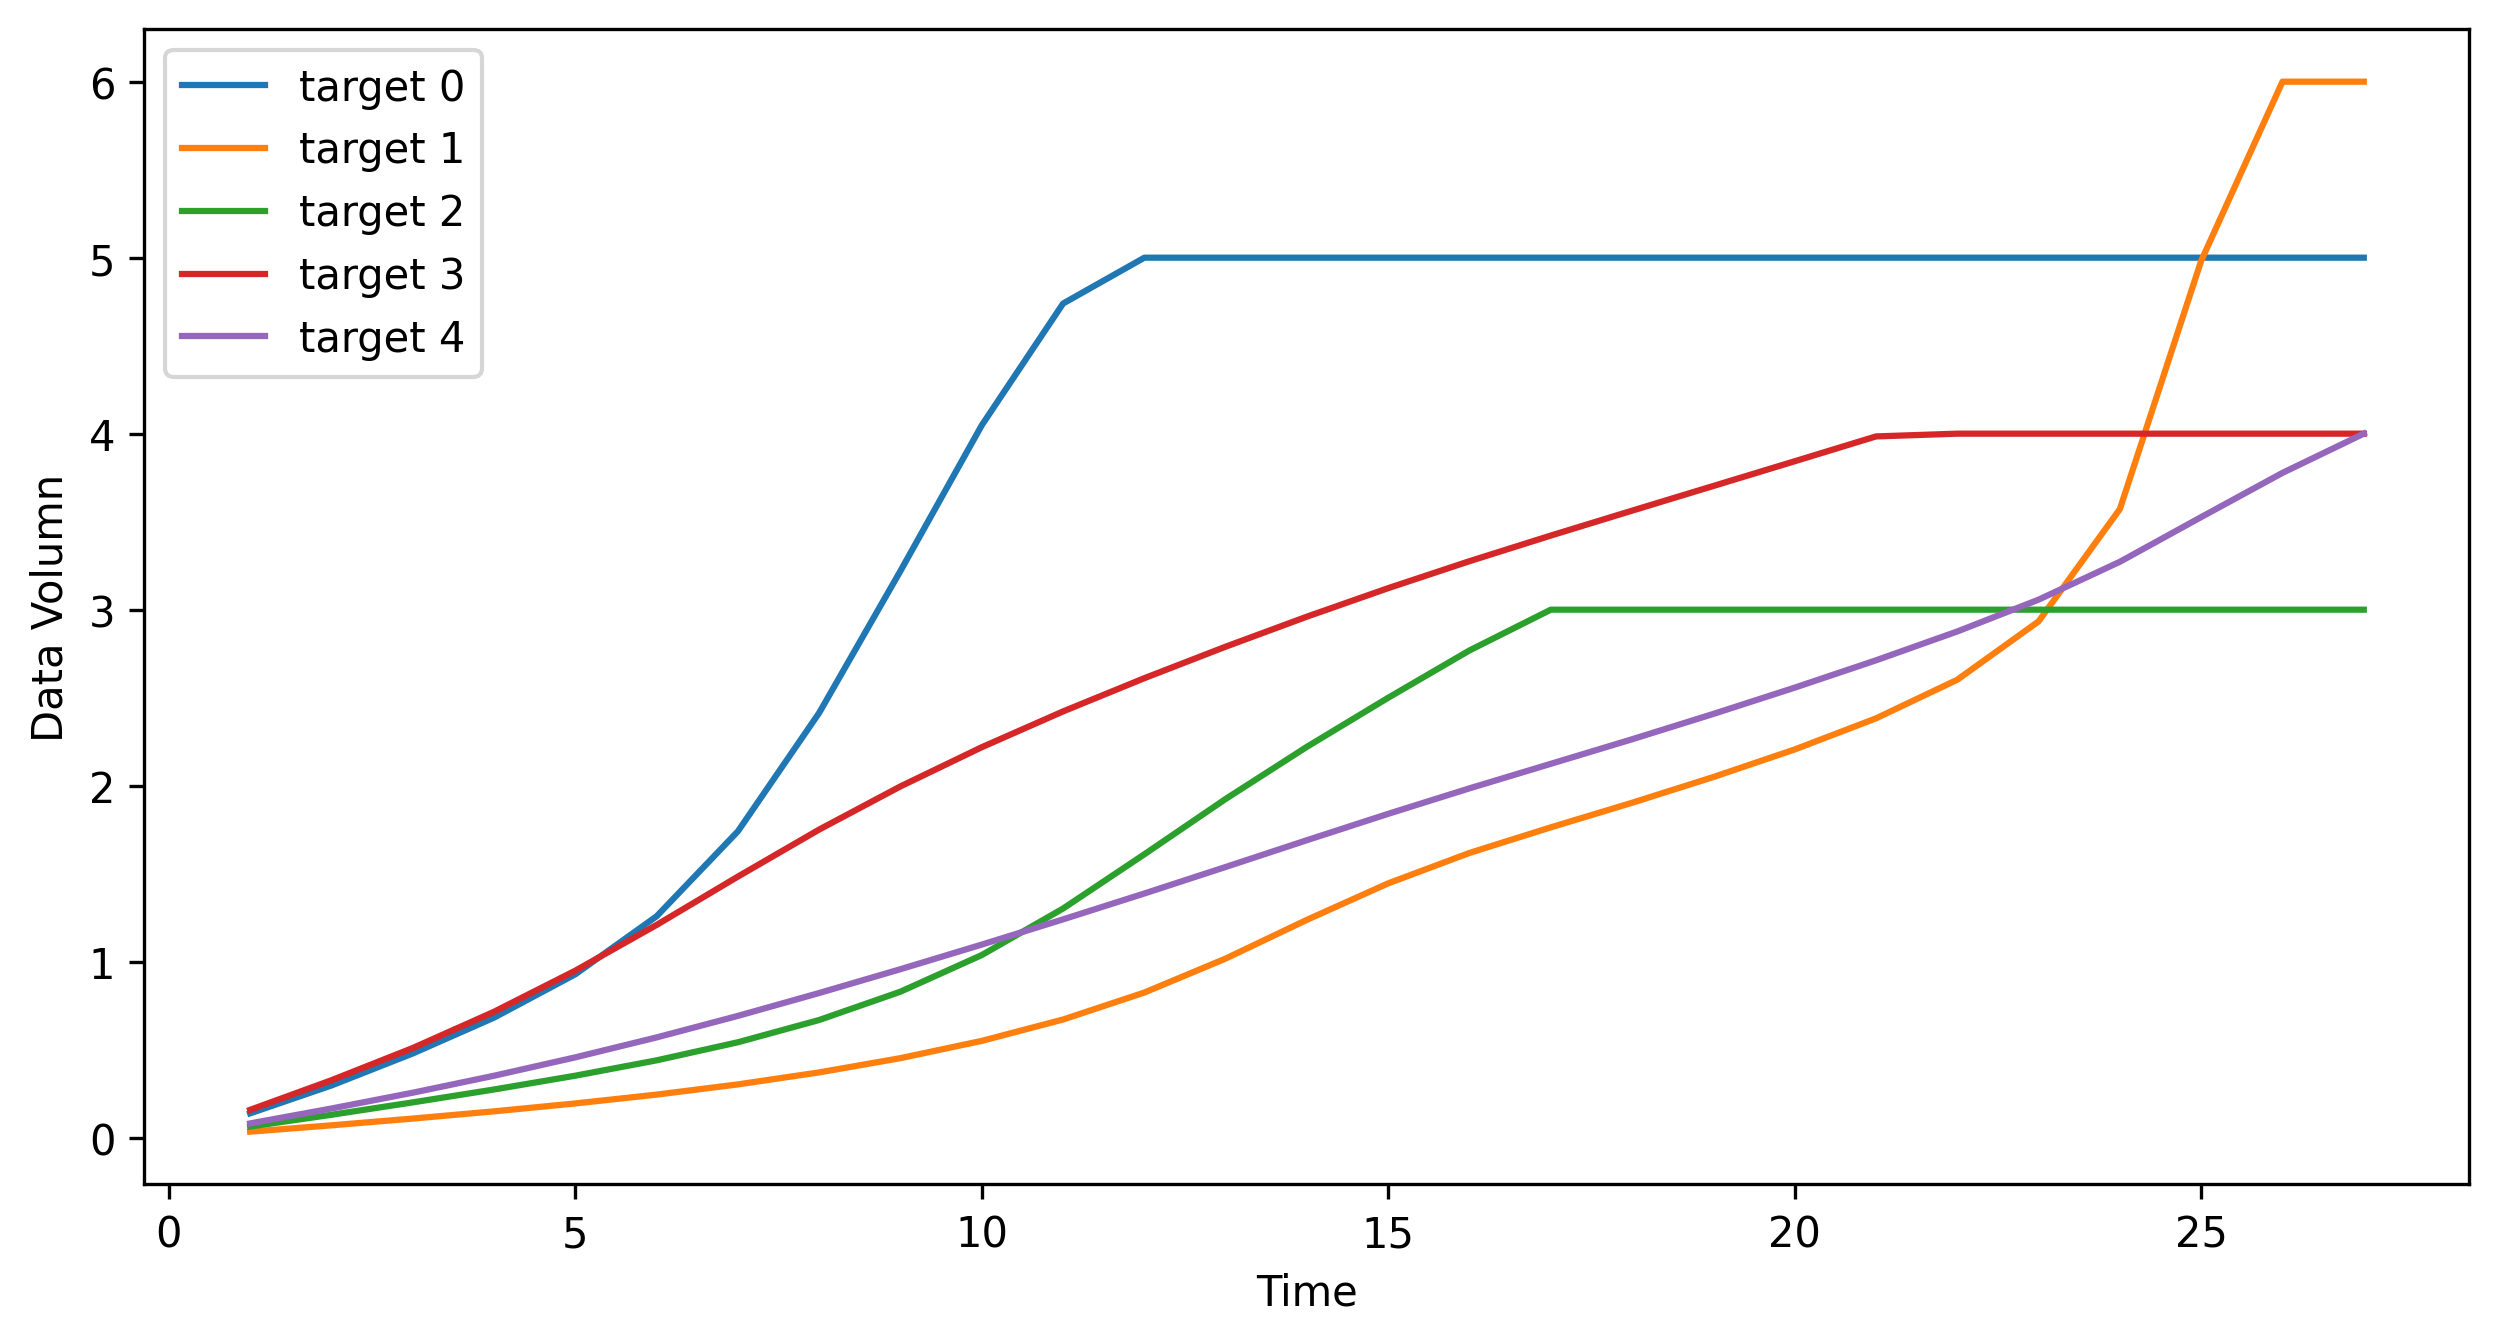 target 0
target 1
target 2
target 3
target 4
6
5
4
3
2
1
0
Data Volumn
0 5 10 15 20 25
Time